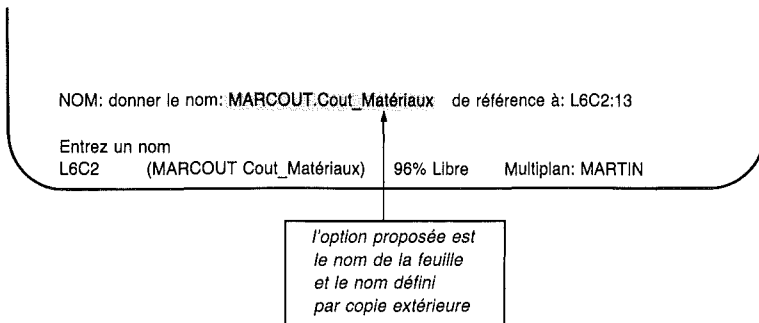 NOM: donner le nom: MARCOUT.Cout_Matériaux de référence à: L6C2:13
Entrez un nom
L6C2 (MARCOUT Cout_Matériaux) 96% Libre Multiplan: MARTIN
l'option proposée est
le nom de la feuille
et le nom défini
par copie extérieure